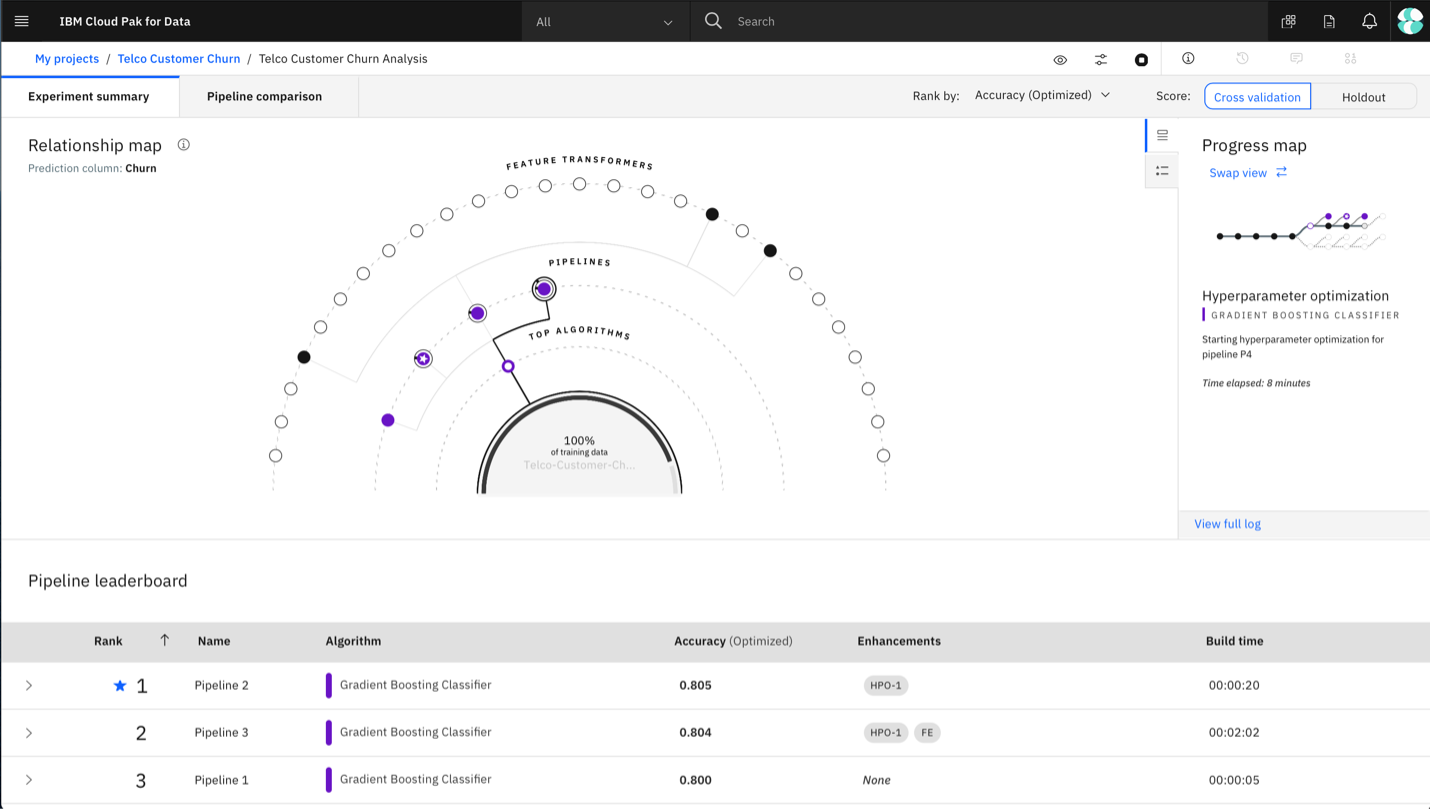 IBM Cloud Pak for Data
All
Search
My projects / Telco Customer Churn / Telco Customer Churn Analysis
Experiment summary
Pipeline comparison
Rank by: Accuracy (Optimized)
Score: Cross validation Holdout
Relationship map
Prediction column: Churn
FEATURE TRANSFORMERS
PIPELINES
TOP ALGORITHMS
100%
of training data
Telco-Customer-Ch...
Progress map
Swap view
Hyperparameter optimization
GRADIENT BOOSTING CLASSIFIER
Starting hyperparameter optimization for
pipeline P4
Time elapsed: 8 minutes
View full log
Pipeline leaderboard
Rank Name Algorithm Accuracy (Optimized) Enhancements Build time
1 Pipeline 2 Gradient Boosting Classifier 0.805 HPO-1 00:00:20
2 Pipeline 3 Gradient Boosting Classifier 0.804 HPO-1 FE 00:02:02
3 Pipeline 1 Gradient Boosting Classifier 0.800 None 00:00:05